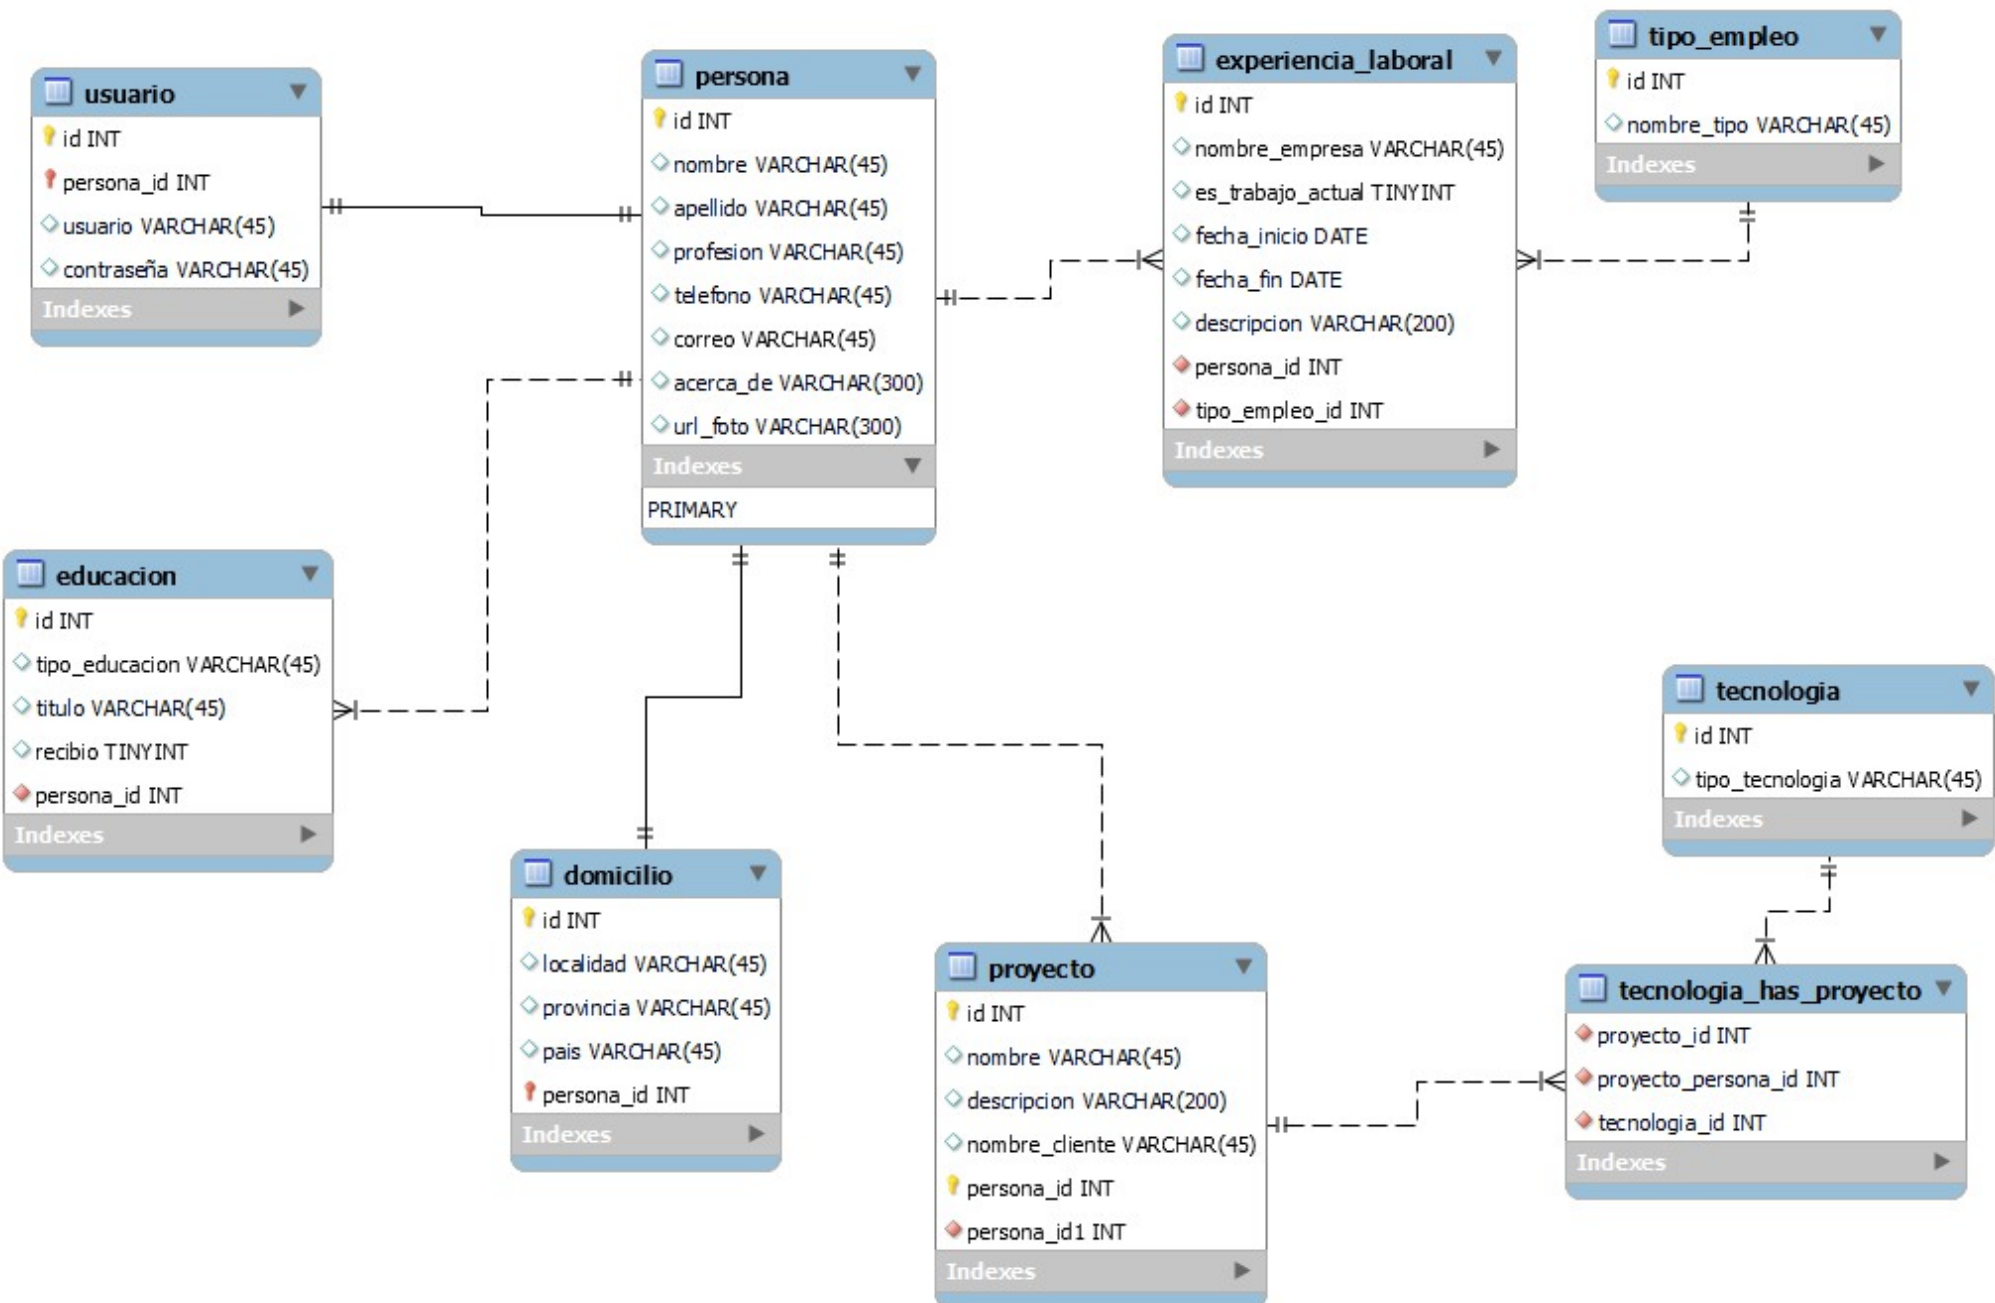 usuario
id INT
persona_id INT
usuario VARCHAR(45)
contraseña VARCHAR(45)
Indexes
persona
id INT
nombre VARCHAR(45)
apellido VARCHAR(45)
profesion VARCHAR(45)
telefono VARCHAR(45)
correo VARCHAR(45)
acerca_de VARCHAR(300)
url_foto VARCHAR(300)
Indexes
PRIMARY
experiencia_laboral
id INT
nombre_empresa VARCHAR(45)
es_trabajo_actual TINYINT
fecha_inicio DATE
fecha_fin DATE
descripcion VARCHAR(200)
persona_id INT
tipo_empleo_id INT
Indexes
tipo_empleo
id INT
nombre_tipo VARCHAR(45)
Indexes
educacion
id INT
tipo_educacion VARCHAR(45)
titulo VARCHAR(45)
recibio TINYINT
persona_id INT
Indexes
domicilio
id INT
localidad VARCHAR(45)
provincia VARCHAR(45)
pais VARCHAR(45)
persona_id INT
Indexes
proyecto
id INT
nombre VARCHAR(45)
descripcion VARCHAR(200)
nombre_cliente VARCHAR(45)
persona_id INT
persona_id1 INT
Indexes
tecnologia
id INT
tipo_tecnologia VARCHAR(45)
Indexes
tecnologia_has_proyecto
proyecto_id INT
proyecto_persona_id INT
tecnologia_id INT
Indexes